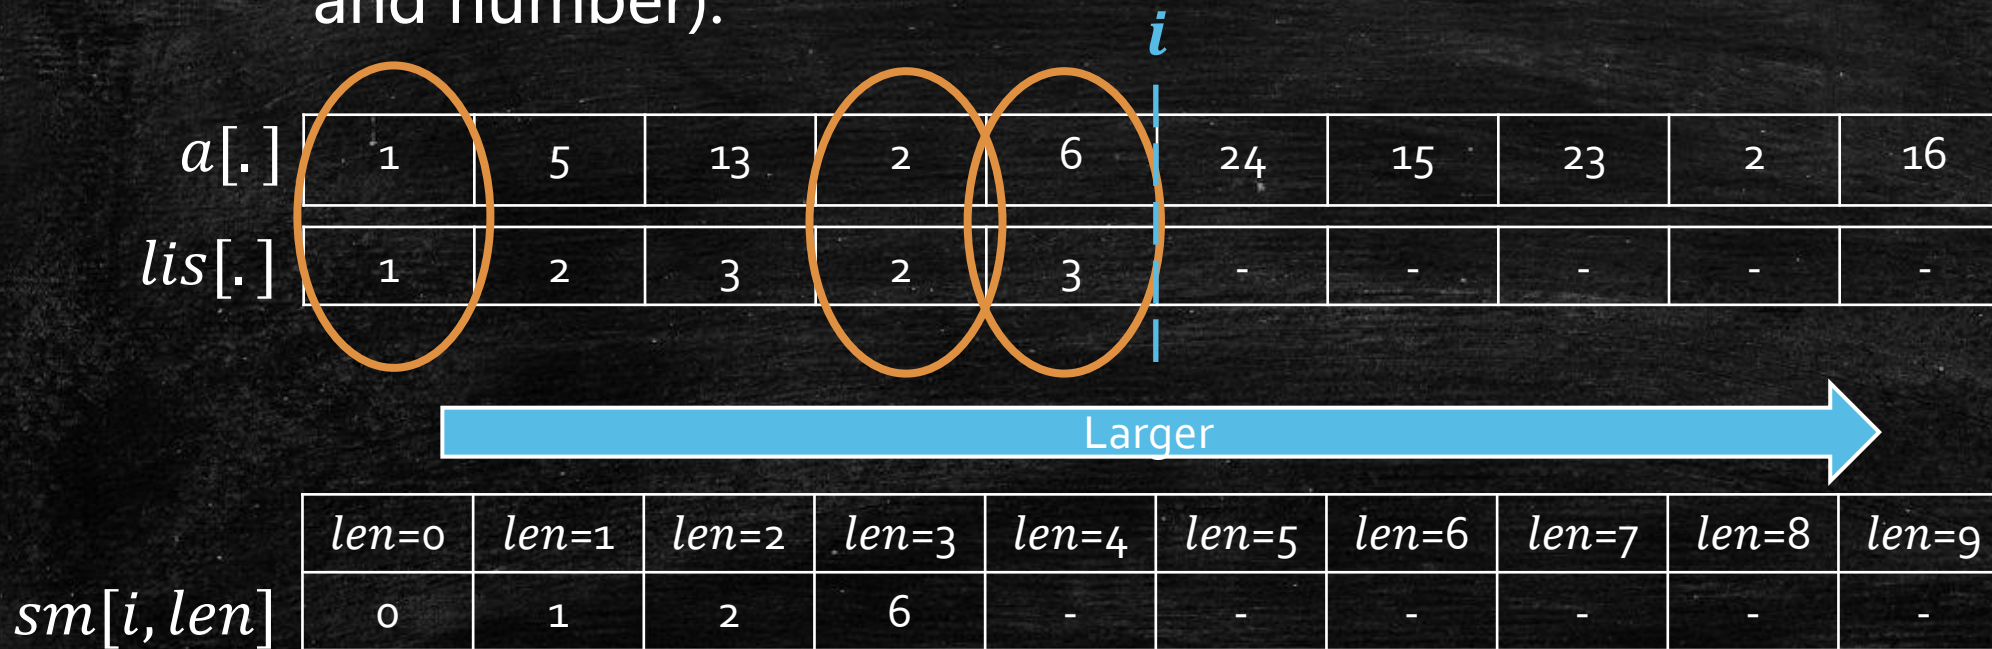 and number).
i
a[.] 1 5 13 2 6 24 15 23 2 16
lis[.] 1 2 3 2 3 - - - - -
Larger
len=0 len=1 len=2 len=3 len=4 len=5 len=6 len=7 len=8 len=9
sm[i, len] 0 1 2 6 - - - - - -